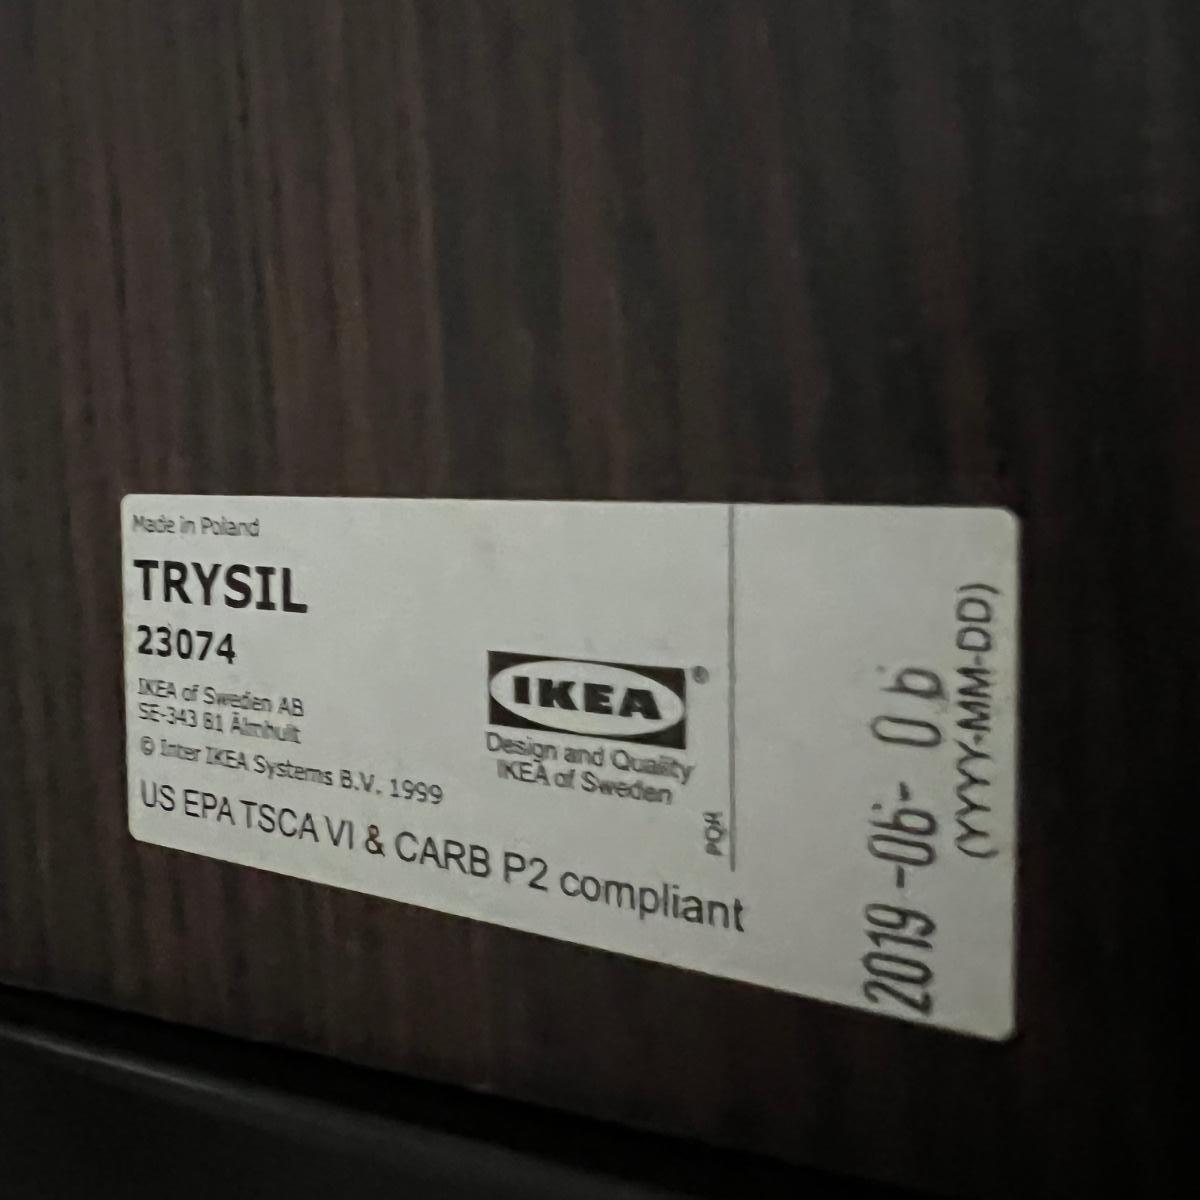 Made in Poland
TRYSIL
23074
IKEA of Sweden AB
SE-343 81 Älmhult
© Inter IKEA Systems B.V. 1999
US EPA TSCA VI & CARB P2 compliant
IKEA®
Design and Quality
IKEA of Sweden
PQH
2019-06-06
(YYYY-MM-DD)